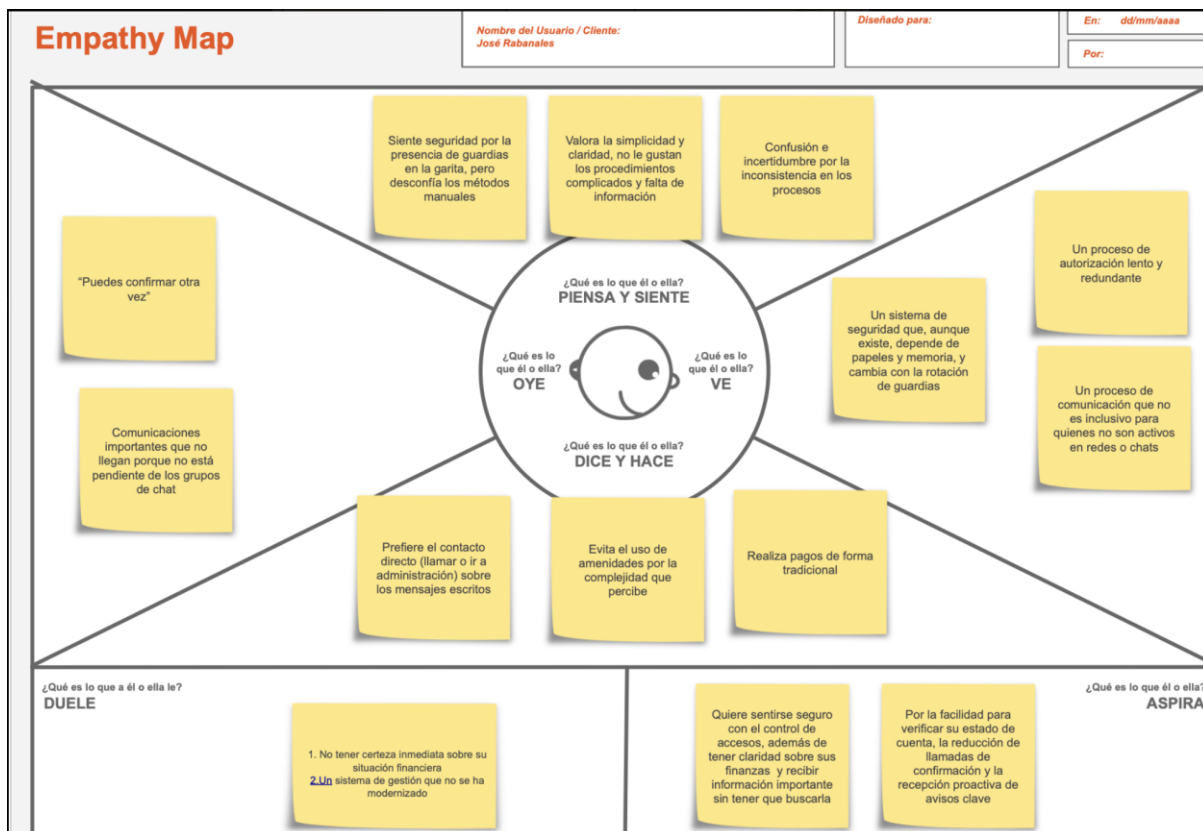 Empathy Map
Nombre del Usuario / Cliente:
José Rabanales
Diseñado para:
En: dd/mm/aaaa
Por:
Siente seguridad por la
presencia de guardias
en la garita, pero
desconfía los métodos
manuales
Valora la simplicidad y
claridad, no le gustan
los procedimientos
complicados y falta de
información
Confusión e
incertidumbre por la
inconsistencia en los
procesos
“Puedes confirmar otra
vez”
Comunicaciones
importantes que no
llegan porque no está
pendiente de los grupos
de chat
¿Qué es lo que él o ella?
PIENSA Y SIENTE
¿Qué es lo
que él o ella?
OYE
¿Qué es lo
que él o ella?
VE
¿Qué es lo que él o ella?
DICE Y HACE
Un sistema de
seguridad que, aunque
existe, depende de
papeles y memoria, y
cambia con la rotación
de guardias
Un proceso de
autorización lento y
redundante
Un proceso de
comunicación que no
es inclusivo para
quienes no son activos
en redes o chats
Prefiere el contacto
directo (llamar o ir a
administración) sobre
los mensajes escritos
Evita el uso de
amenidades por la
complejidad que
percibe
Realiza pagos de forma
tradicional
¿Qué es lo que a él o ella le?
DUELE
1. No tener certeza inmediata sobre su
situación financiera
2.Un sistema de gestión que no se ha
modernizado
¿Qué es lo que él o ella?
ASPIRA
Quiere sentirse seguro
con el control de
accesos, además de
tener claridad sobre sus
finanzas y recibir
información importante
sin tener que buscarla
Por la facilidad para
verificar su estado de
cuenta, la reducción de
llamadas de
confirmación y la
recepción proactiva de
avisos clave